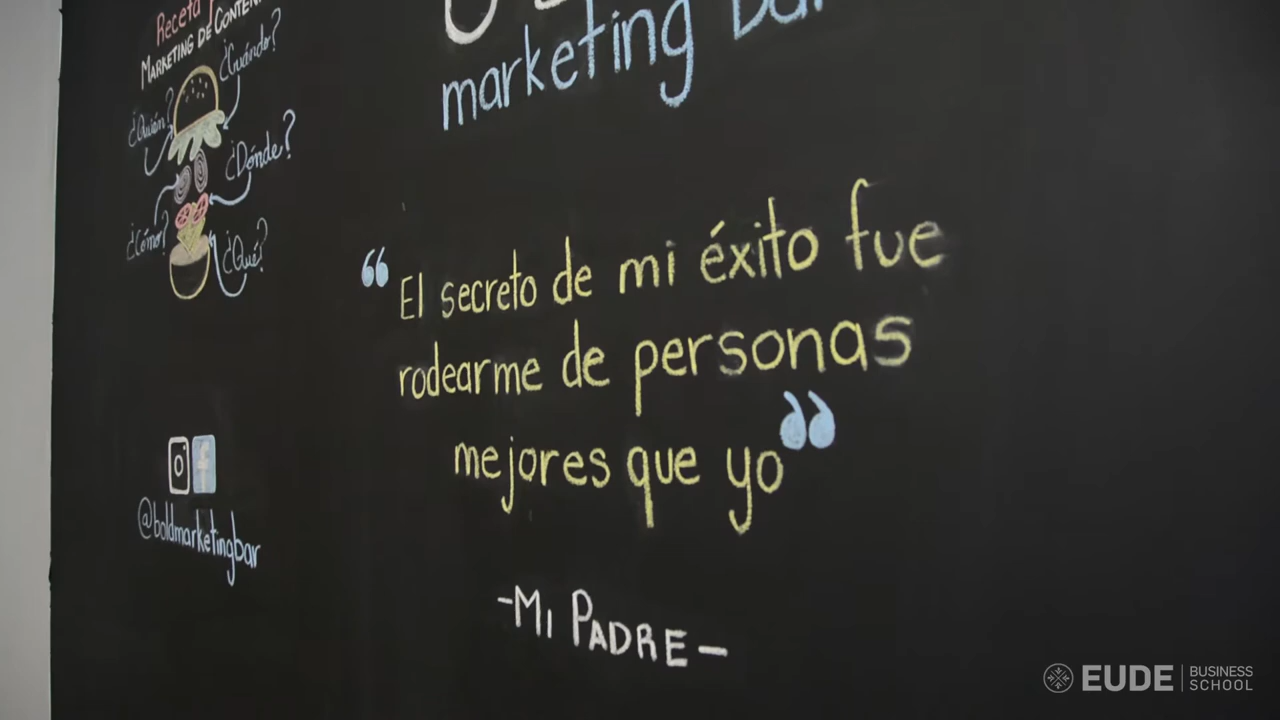 Receta
MARKETING DE
¿Cuándo?
¿Quién?
¿Dónde?
¿Cómo?
¿Qué?
@boldmarketingbar
marketing bar
“El secreto de mi éxito fue
rodearme de personas
mejores que yo”
-MI PADRE-
EUDE BUSINESS
SCHOOL